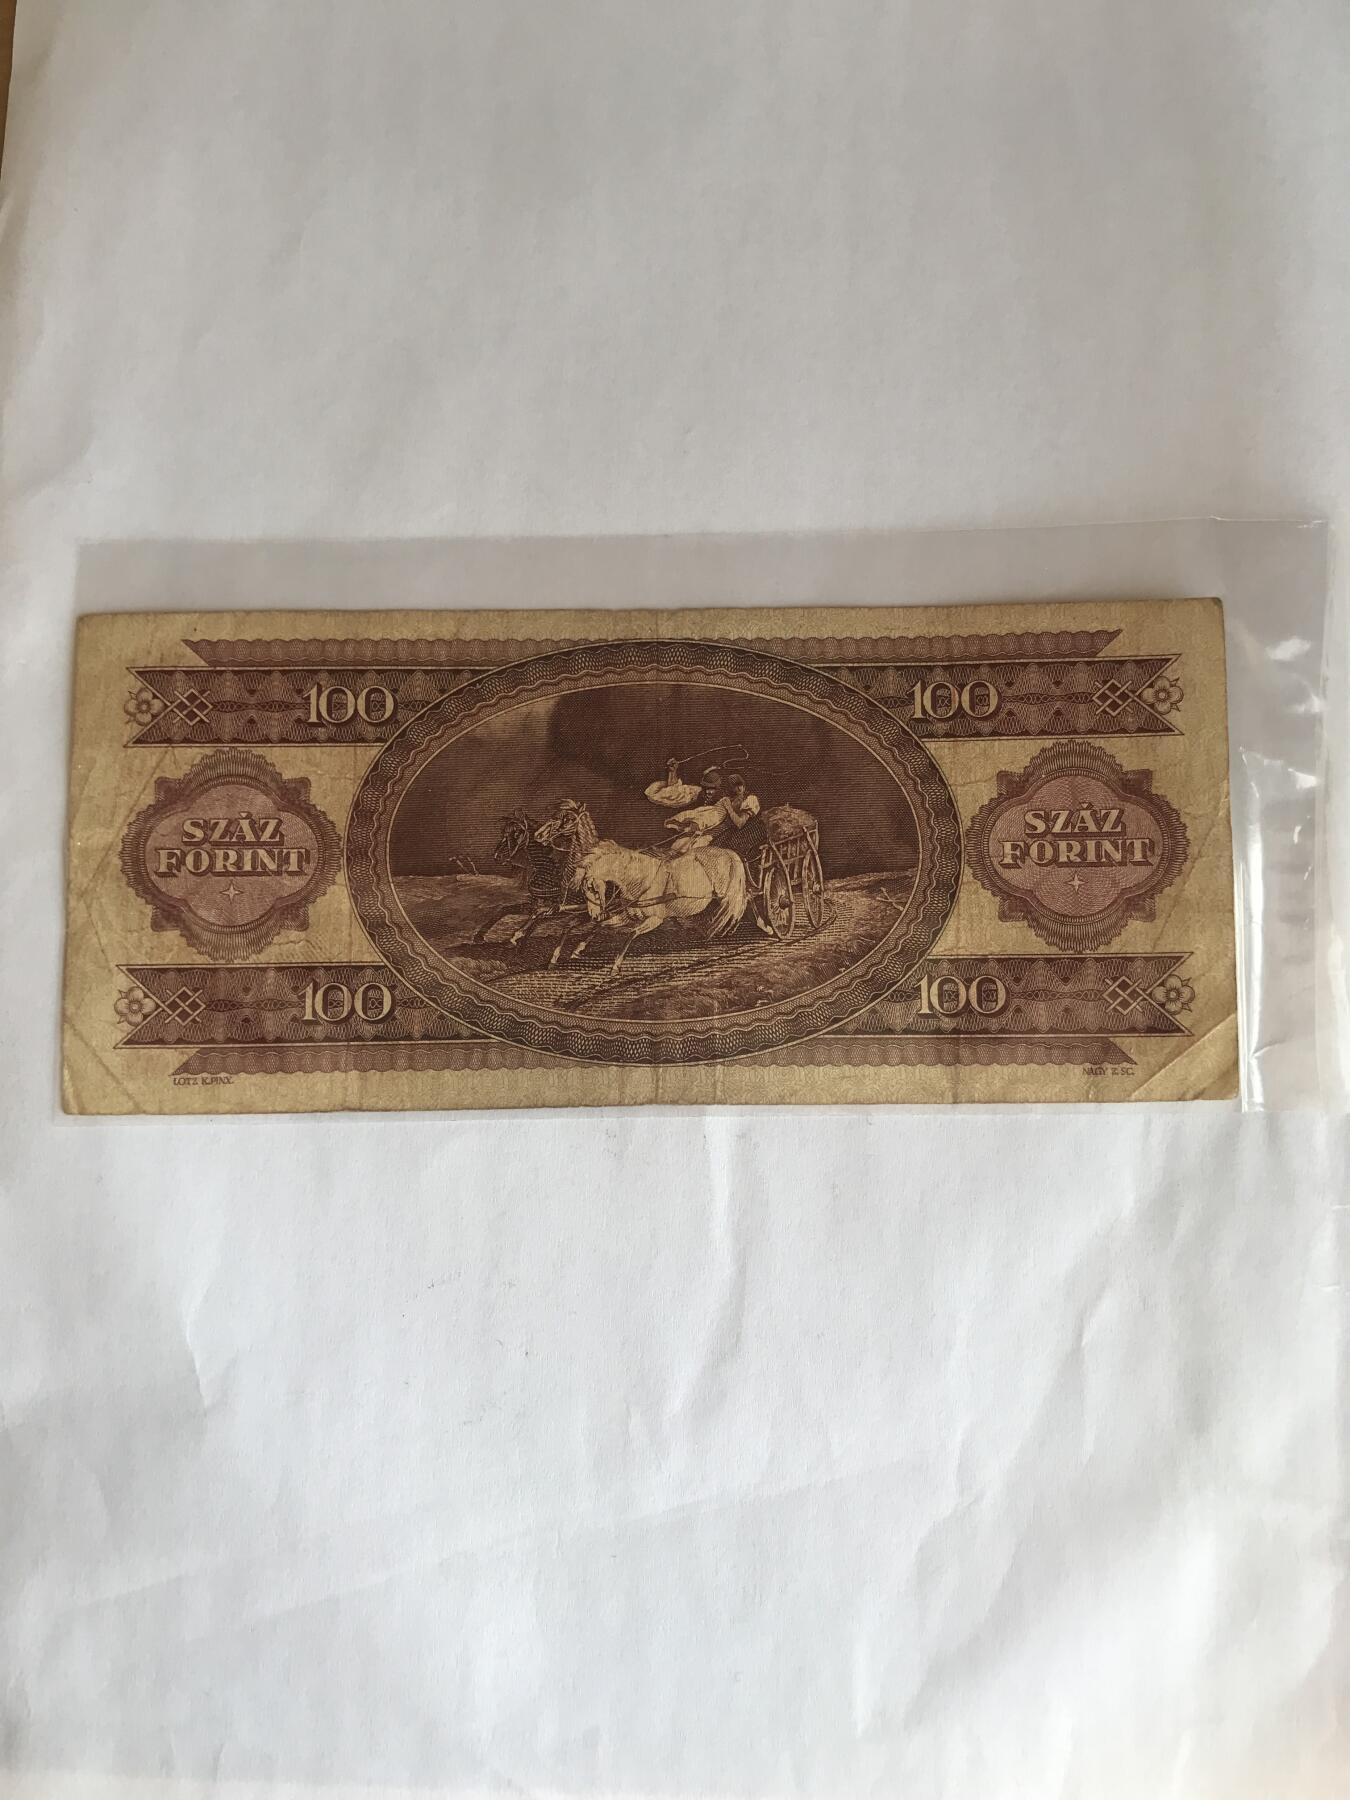 100 100
SZÁZ FORINT
SZÁZ FORINT
100 100
LOTZ K. PINX. NAGY Z. SC.